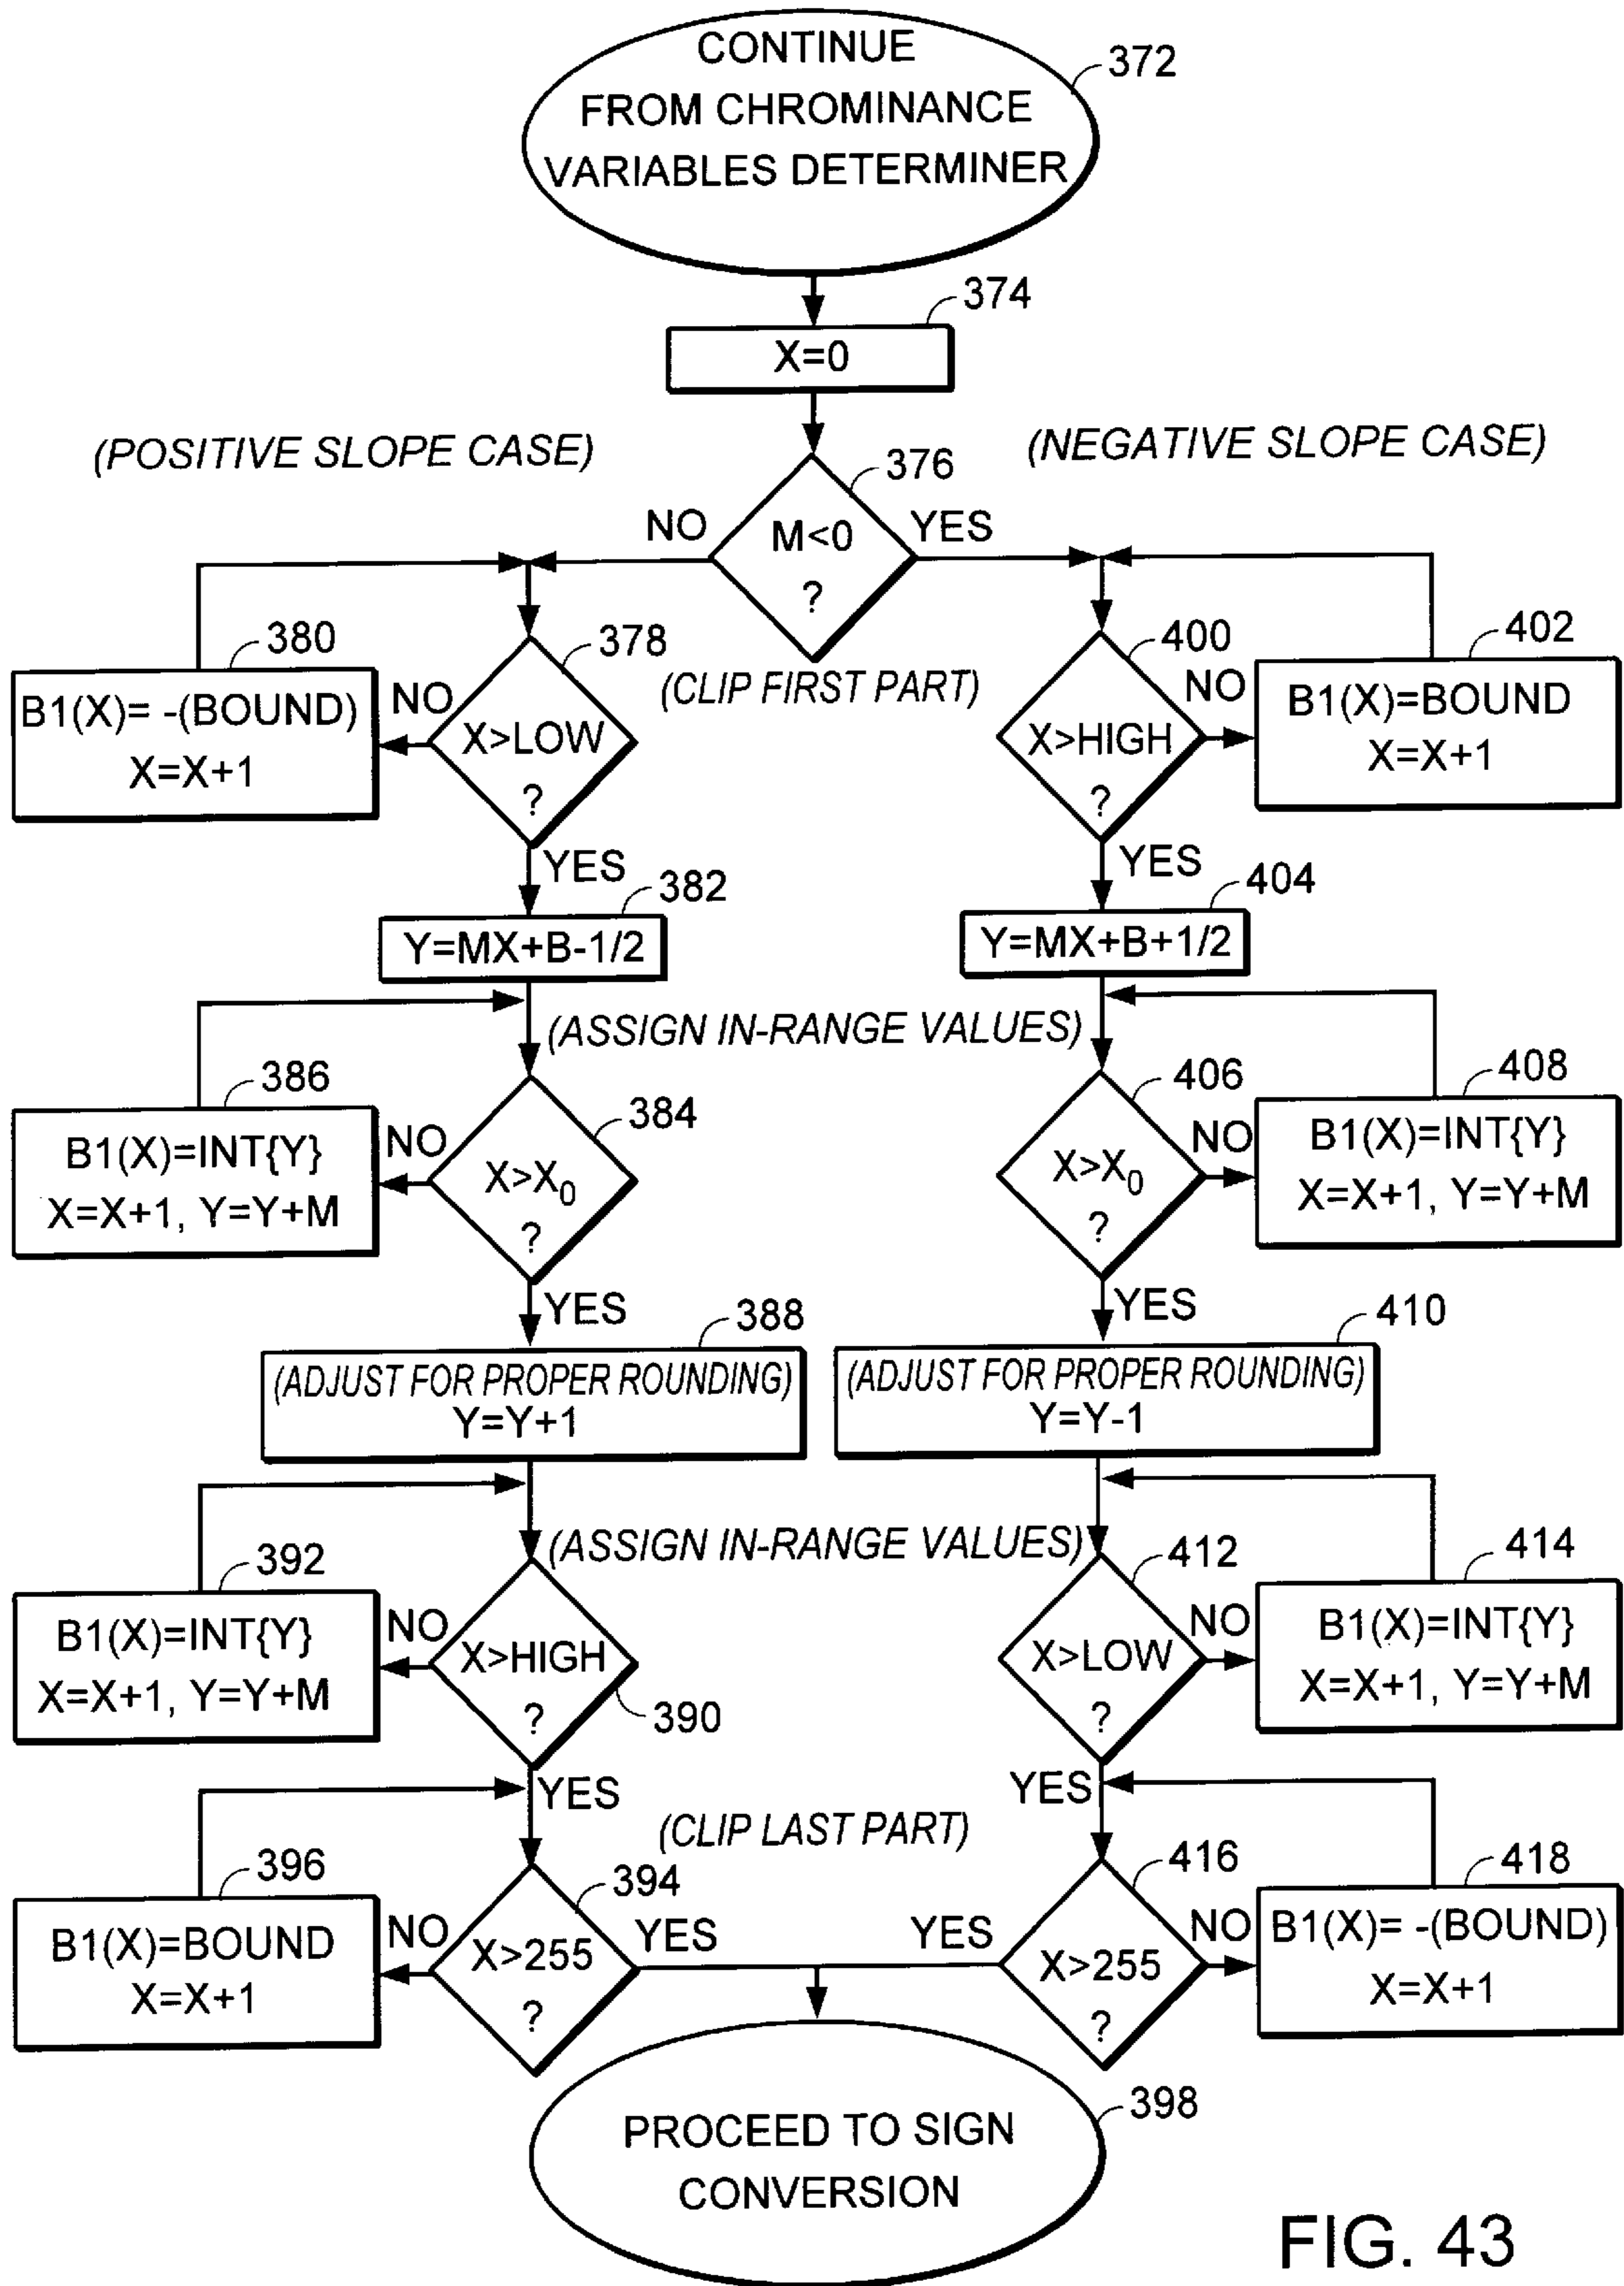 CONTINUE
FROM CHROMINANCE
VARIABLES DETERMINER
372
374
X=0
(POSITIVE SLOPE CASE)
(NEGATIVE SLOPE CASE)
376
NO
M<0
?
YES
380
B1(X)= -(BOUND)
X=X+1
NO
378
X>LOW
?
(CLIP FIRST PART)
400
X>HIGH
?
NO
402
B1(X)=BOUND
X=X+1
YES
382
Y=MX+B-1/2
YES
404
Y=MX+B+1/2
(ASSIGN IN-RANGE VALUES)
386
B1(X)=INT{Y}
X=X+1, Y=Y+M
NO
384
X>X₀
?
406
X>X₀
?
NO
408
B1(X)=INT{Y}
X=X+1, Y=Y+M
YES
388
(ADJUST FOR PROPER ROUNDING)
Y=Y+1
YES
410
(ADJUST FOR PROPER ROUNDING)
Y=Y-1
(ASSIGN IN-RANGE VALUES)
392
B1(X)=INT{Y}
X=X+1, Y=Y+M
NO
X>HIGH
?
390
412
X>LOW
?
NO
414
B1(X)=INT{Y}
X=X+1, Y=Y+M
YES
YES
(CLIP LAST PART)
396
B1(X)=BOUND
X=X+1
NO
394
X>255
?
YES
YES
416
X>255
?
NO
418
B1(X)= -(BOUND)
X=X+1
PROCEED TO SIGN
CONVERSION
398
FIG. 43